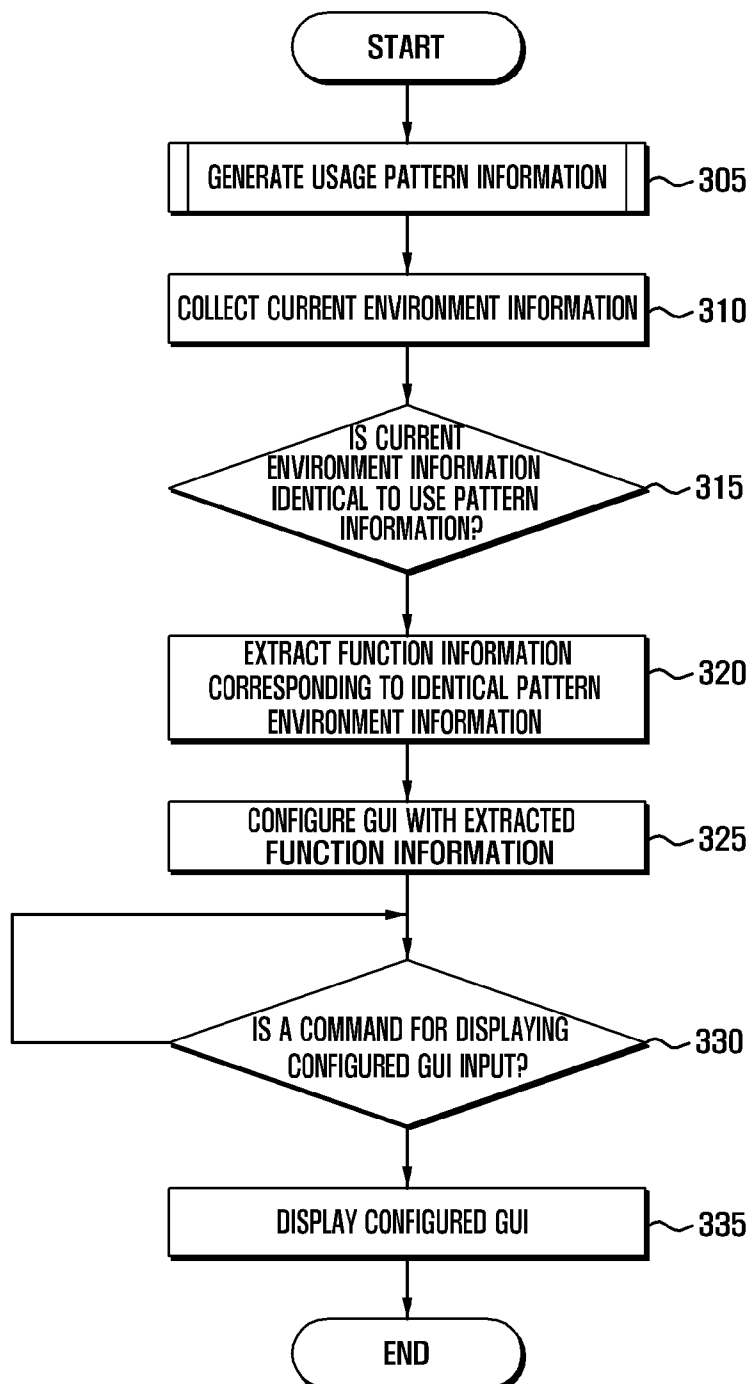 START
GENERATE USAGE PATTERN INFORMATION
305
COLLECT CURRENT ENVIRONMENT INFORMATION
310
IS CURRENT
ENVIRONMENT INFORMATION
IDENTICAL TO USE PATTERN
INFORMATION?
315
EXTRACT FUNCTION INFORMATION
CORRESPONDING TO IDENTICAL PATTERN
ENVIRONMENT INFORMATION
320
CONFIGURE GUI WITH EXTRACTED
FUNCTION INFORMATION
325
IS A COMMAND FOR DISPLAYING
CONFIGURED GUI INPUT?
330
DISPLAY CONFIGURED GUI
335
END